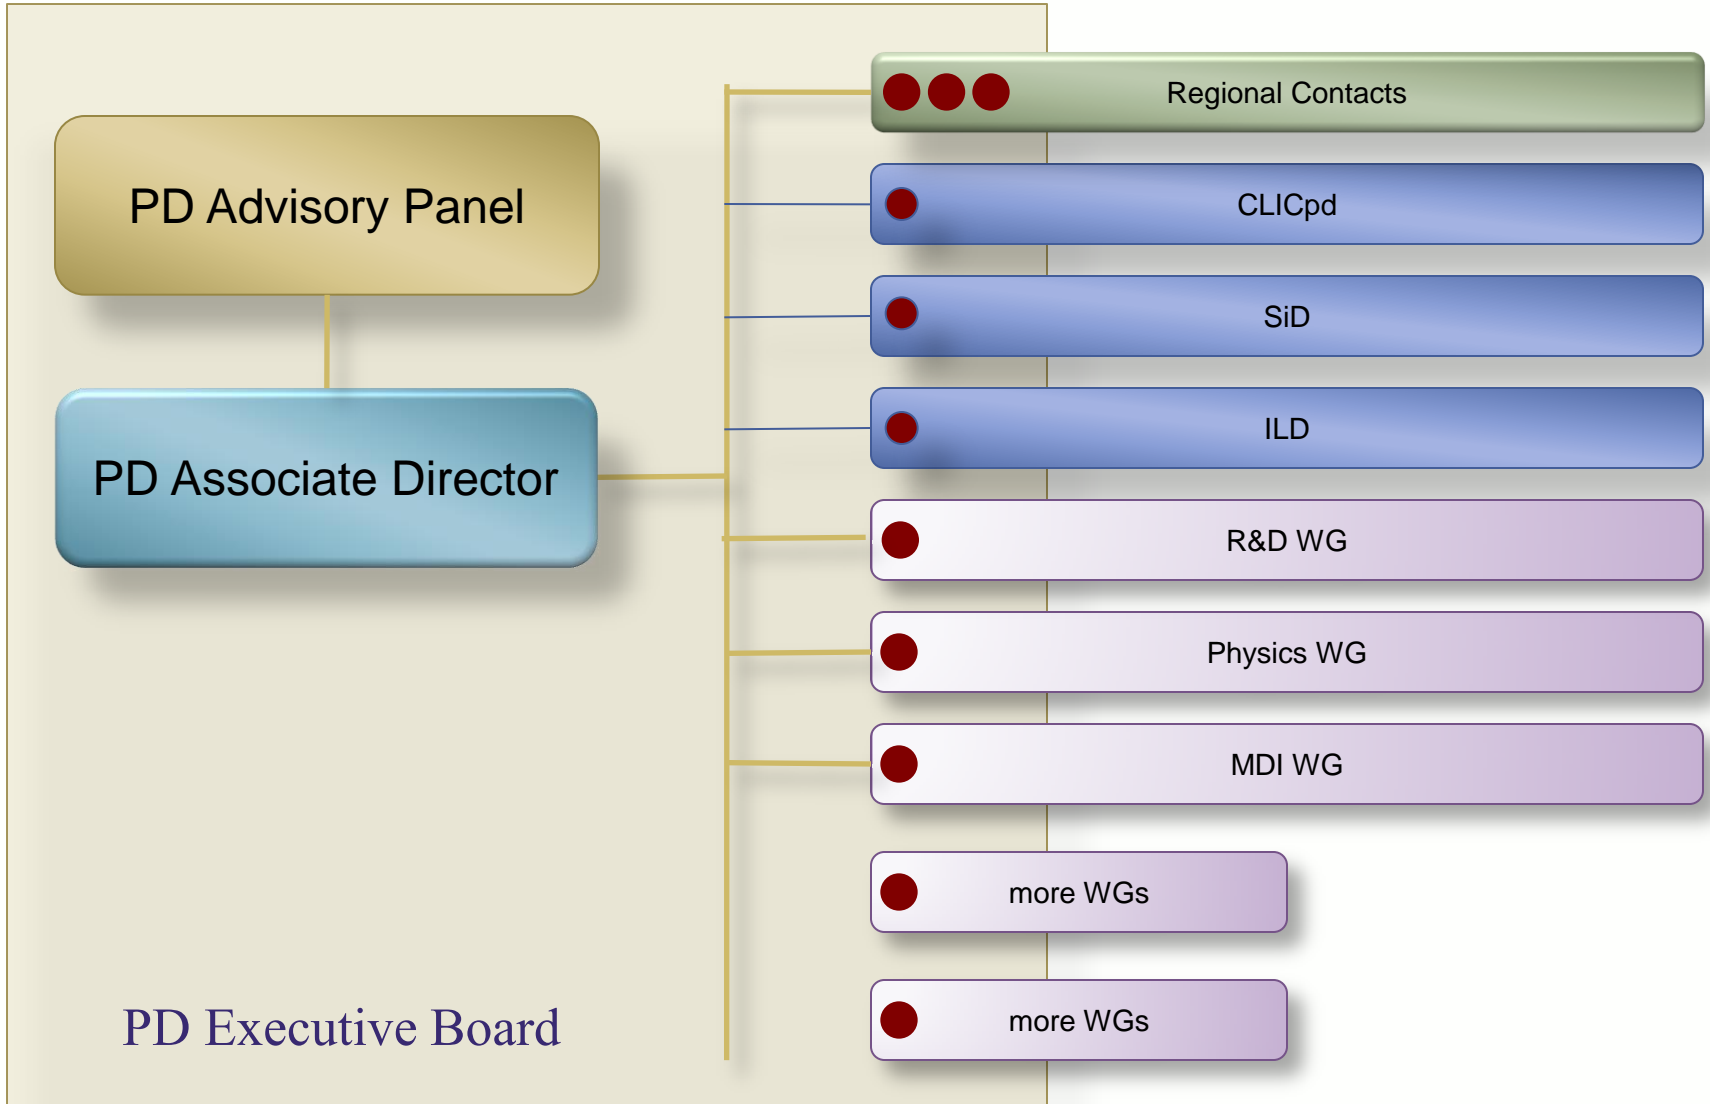 PD Advisory Panel
PD Associate Director
PD Executive Board
Regional Contacts
CLICpd
SiD
ILD
R&D WG
Physics WG
MDI WG
more WGs
more WGs